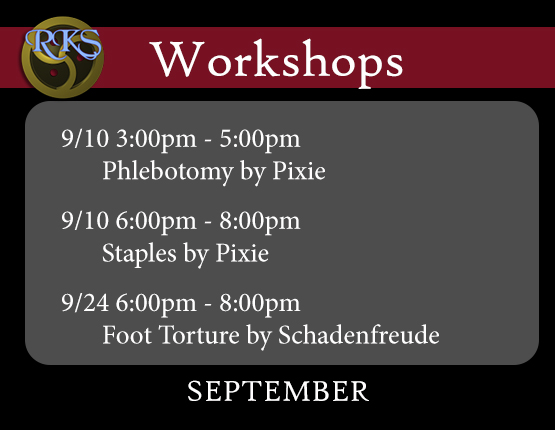 RKS
Workshops
9/10 3:00pm - 5:00pm
Phlebotomy by Pixie
9/10 6:00pm - 8:00pm
Staples by Pixie
9/24 6:00pm - 8:00pm
Foot Torture by Schadenfreude
SEPTEMBER